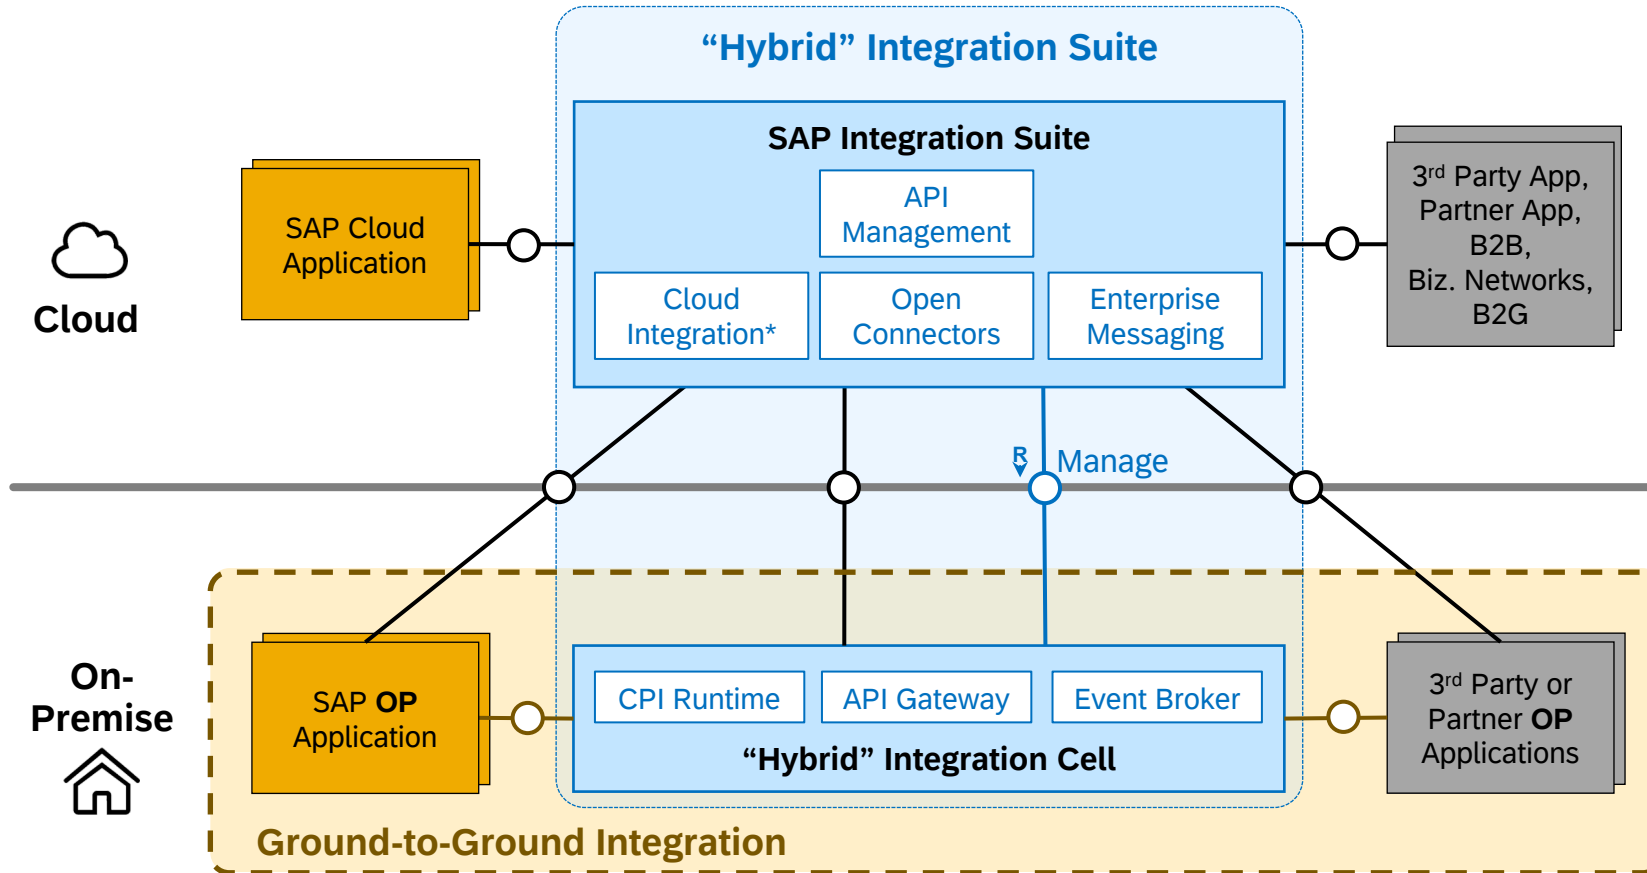 “Hybrid” Integration Suite
SAP Integration Suite
API
Management
Cloud
Integration*
Open
Connectors
Enterprise
Messaging
SAP Cloud
Application
3rd Party App,
Partner App,
B2B,
Biz. Networks,
B2G
Cloud
R
Manage
On-
Premise
SAP OP
Application
CPI Runtime
API Gateway
Event Broker
“Hybrid” Integration Cell
3rd Party or
Partner OP
Applications
Ground-to-Ground Integration